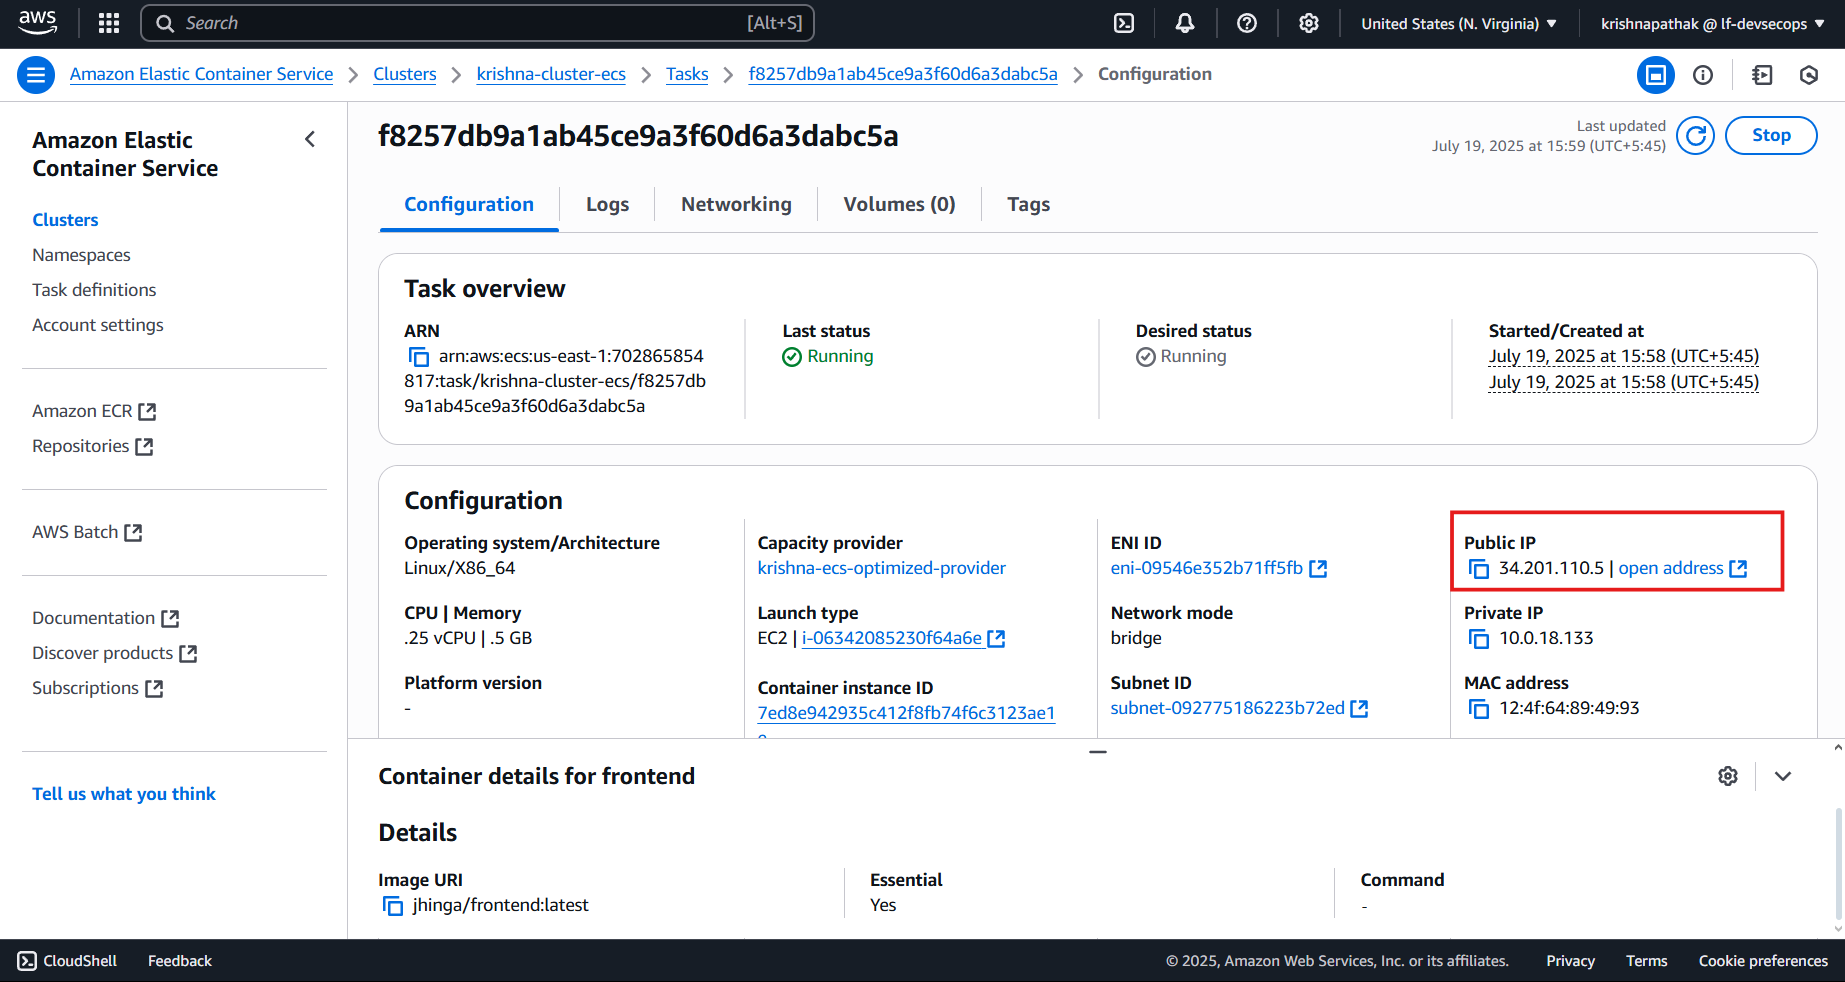 aws
Search
[Alt+S]
United States (N. Virginia) ▼
krishnapathak @ lf-devsecops ▼
Amazon Elastic Container Service > Clusters > krishna-cluster-ecs > Tasks > f8257db9a1ab45ce9a3f60d6a3dabc5a > Configuration
Amazon Elastic
Container Service
Clusters
Namespaces
Task definitions
Account settings
Amazon ECR
Repositories
AWS Batch
Documentation
Discover products
Subscriptions
Tell us what you think
f8257db9a1ab45ce9a3f60d6a3dabc5a
Last updated
July 19, 2025 at 15:59 (UTC+5:45)
Stop
Configuration
Logs
Networking
Volumes (0)
Tags
Task overview
ARN
arn:aws:ecs:us-east-1:702865854
817:task/krishna-cluster-ecs/f8257db
9a1ab45ce9a3f60d6a3dabc5a
Last status
Running
Desired status
Running
Started/Created at
July 19, 2025 at 15:58 (UTC+5:45)
July 19, 2025 at 15:58 (UTC+5:45)
Configuration
Operating system/Architecture
Linux/X86_64
CPU | Memory
.25 vCPU | .5 GB
Platform version
-
Capacity provider
krishna-ecs-optimized-provider
Launch type
EC2 | i-06342085230f64a6e
Container instance ID
7ed8e942935c412f8fb74f6c3123ae1
ENI ID
eni-09546e352b71ff5fb
Network mode
bridge
Subnet ID
subnet-092775186223b72ed
Public IP
34.201.110.5 | open address
Private IP
10.0.18.133
MAC address
12:4f:64:89:49:93
Container details for frontend
Details
Image URI
jhinga/frontend:latest
Essential
Yes
Command
-
CloudShell
Feedback
© 2025, Amazon Web Services, Inc. or its affiliates.
Privacy
Terms
Cookie preferences